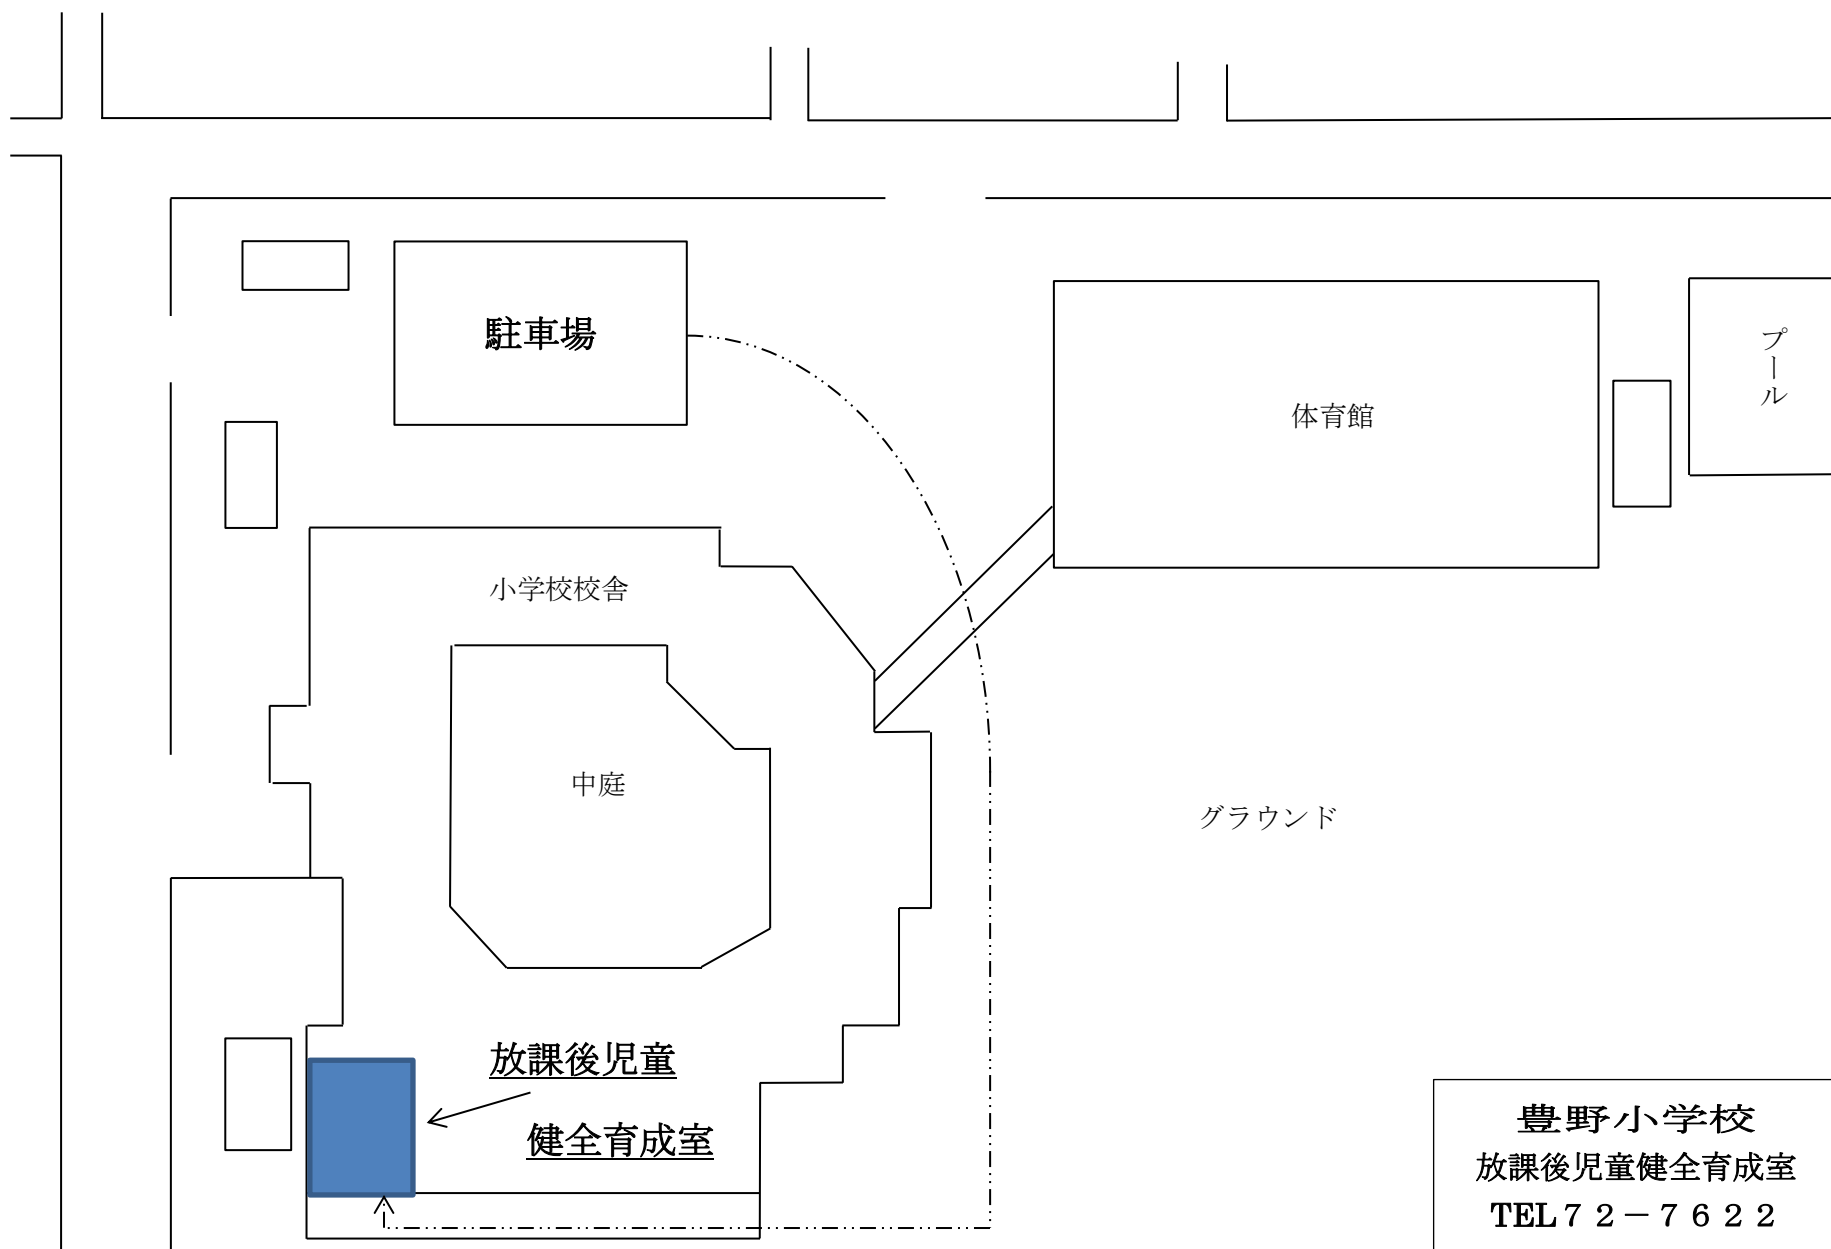 駐車場
体育館
プール
小学校校舎
中庭
グラウンド
放課後児童
健全育成室
豊野小学校
放課後児童健全育成室
TEL７２－７６２２